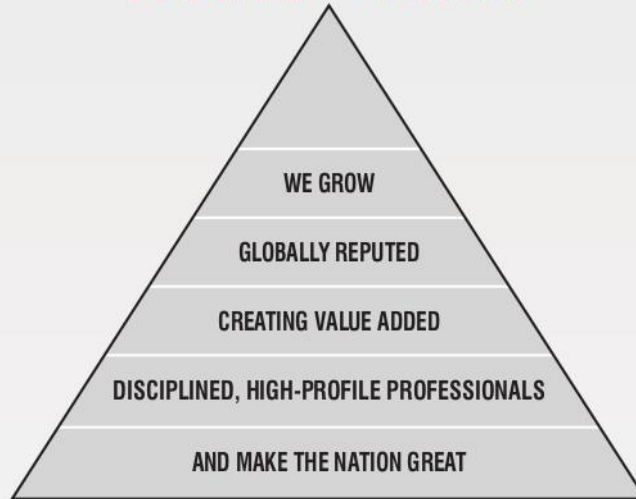 WE GROW
GLOBALLY REPUTED
CREATING VALUE ADDED
DISCIPLINED, HIGH-PROFILE PROFESSIONALS
AND MAKE THE NATION GREAT